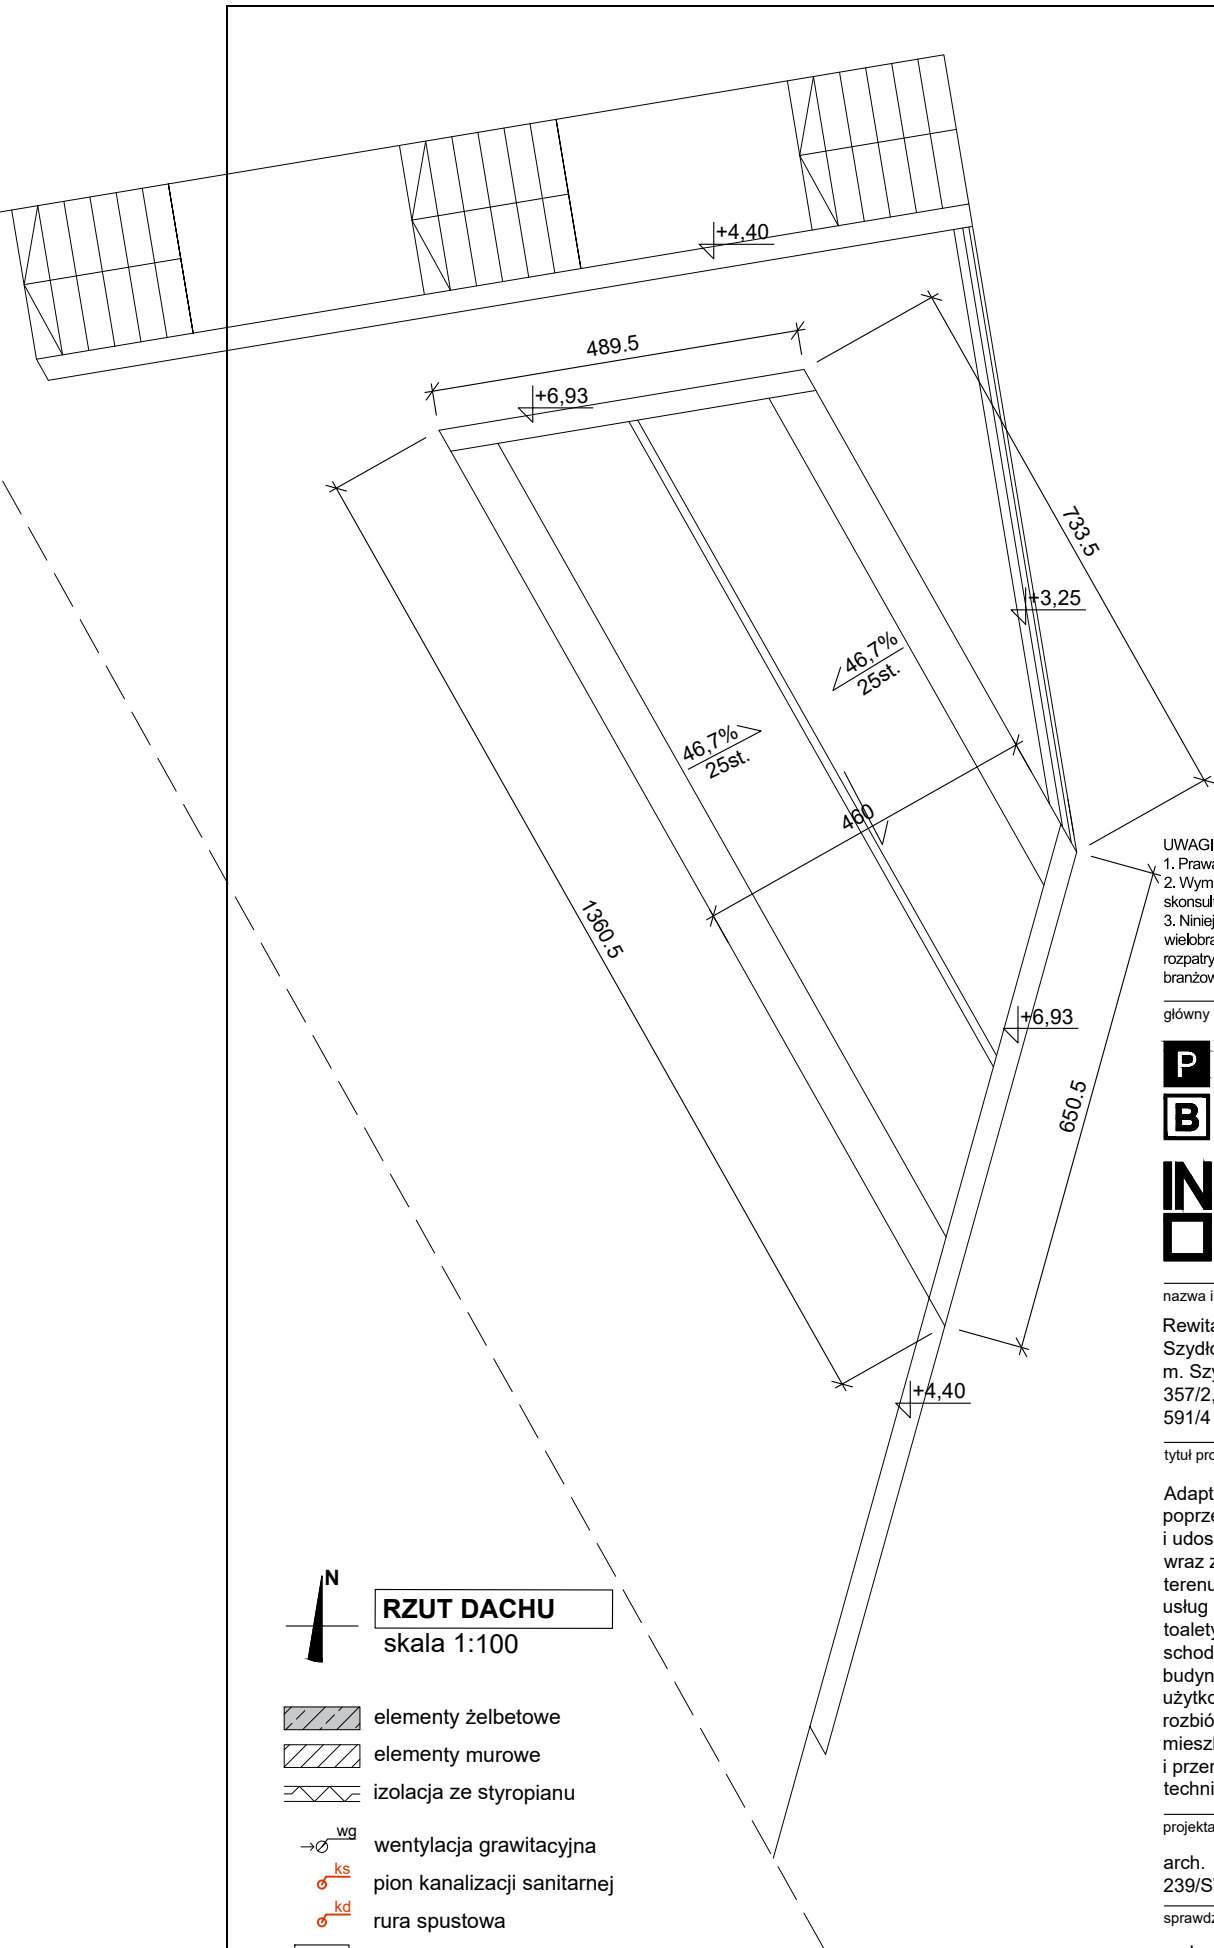 +4,40
489.5
+6,93
733.5
+3,25
46,7%
25st.
46,7%
25st.
460
1360.5
+6,93
650.5
+4,40
UWAGI
1. Praw
2. Wym
skonsul
3. Niniej
wielobra
rozpatry
branżow
główny
P
B
IN
nazwa i
Rewita
Szydło
m. Szy
357/2,
591/4
tytuł pro
Adapt
poprze
i udos
wraz z
terenu
usług
toalety
schod
budyn
użytko
rozbió
miesz
i przer
techni
projekta
arch.
239/S
sprawdz
N
RZUT DACHU
skala 1:100
elementy żelbetowe
elementy murowe
izolacja ze styropianu
wg wentylacja grawitacyjna
ks pion kanalizacji sanitarnej
kd rura spustowa